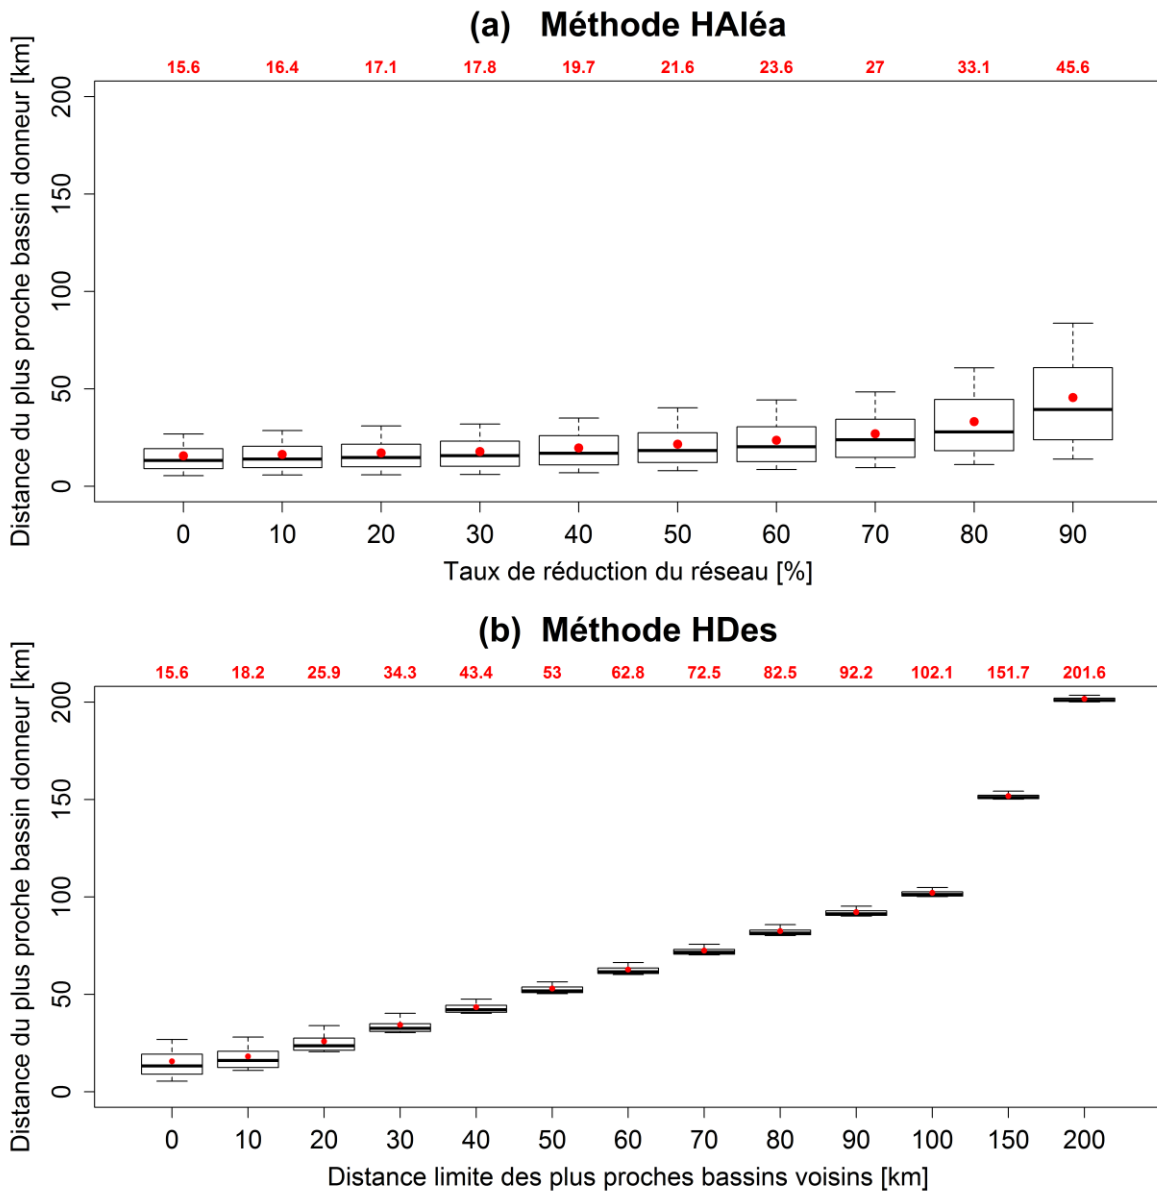 (a) Méthode HAléa
15.6 16.4 17.1 17.8 19.7 21.6 23.6 27 33.1 45.6
Distance du plus proche bassin donneur [km]
200
150
100
50
0
0 10 20 30 40 50 60 70 80 90
Taux de réduction du réseau [%]
(b) Méthode HDes
15.6 18.2 25.9 34.3 43.4 53 62.8 72.5 82.5 92.2 102.1 151.7 201.6
Distance du plus proche bassin donneur [km]
200
150
100
50
0
0 10 20 30 40 50 60 70 80 90 100 150 200
Distance limite des plus proches bassins voisins [km]